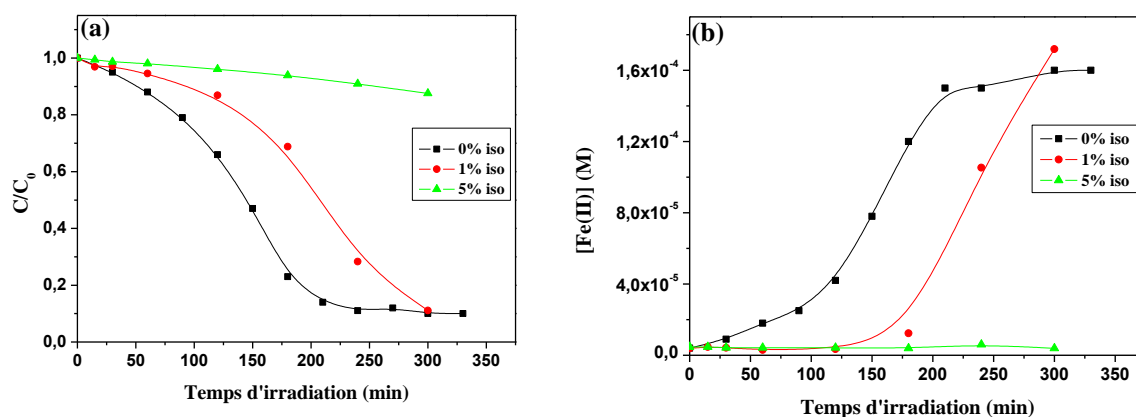 (a)
C/C0
1,0
0,8
0,6
0,4
0,2
0,0
0 50 100 150 200 250 300 350
Temps d'irradiation (min)
0% iso
1% iso
5% iso
(b)
[Fe(II)] (M)
1,6x10-4
1,2x10-4
8,0x10-5
4,0x10-5
0,0
0 50 100 150 200 250 300 350
Temps d'irradiation (min)
0% iso
1% iso
5% iso